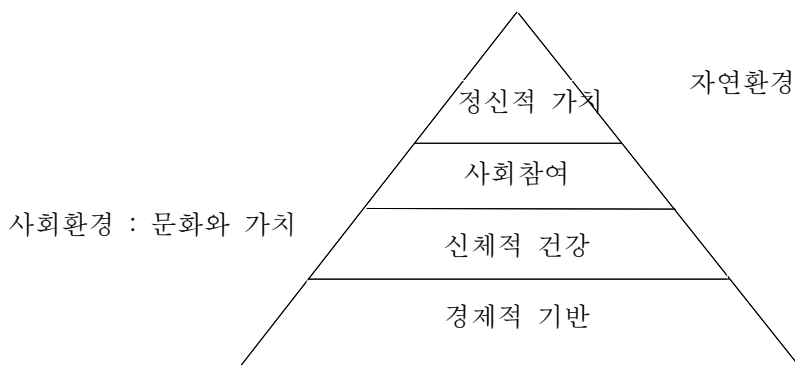 자연환경
정신적 가치
사회참여
사회환경 : 문화와 가치
신체적 건강
경제적 기반